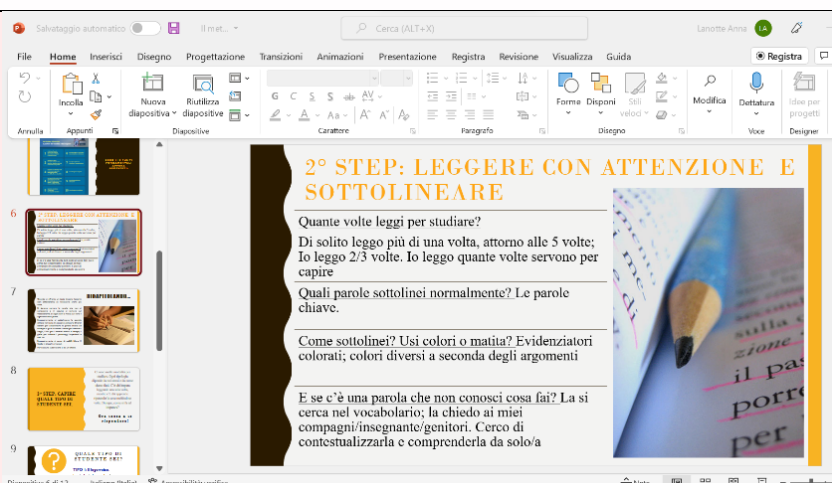 Salvataggio automatico Il met... Cerca (ALT+X) Lanotte Anna LA
File Home Inserisci Disegno Progettazione Transizioni Animazioni Presentazione Registra Revisione Visualizza Guida Registra
Incolla Nuova diapositiva Riutilizza diapositive G C S S ab AV Aa A A Forme Disponi Stili veloci Modifica Dettatura Idee per progetti
Annulla Appunti Diapositive Carattere Paragrafo Disegno Voce Designer
6
7
8
9
2° STEP: LEGGERE CON ATTENZIONE E
SOTTOLINEARE
Quante volte leggi per studiare?
Di solito leggo più di una volta, attorno alle 5 volte;
Io leggo 2/3 volte. Io leggo quante volte servono per
capire
Quali parole sottolinei normalmente? Le parole
chiave.
Come sottolinei? Usi colori o matita? Evidenziatori
colorati; colori diversi a seconda degli argomenti
E se c'è una parola che non conosci cosa fai? La si
cerca nel vocabolario; la chiedo ai miei
compagni/insegnante/genitori. Cerco di
contestualizzarla e comprenderla da solo/a
sulla
zione
il pas
porre
per